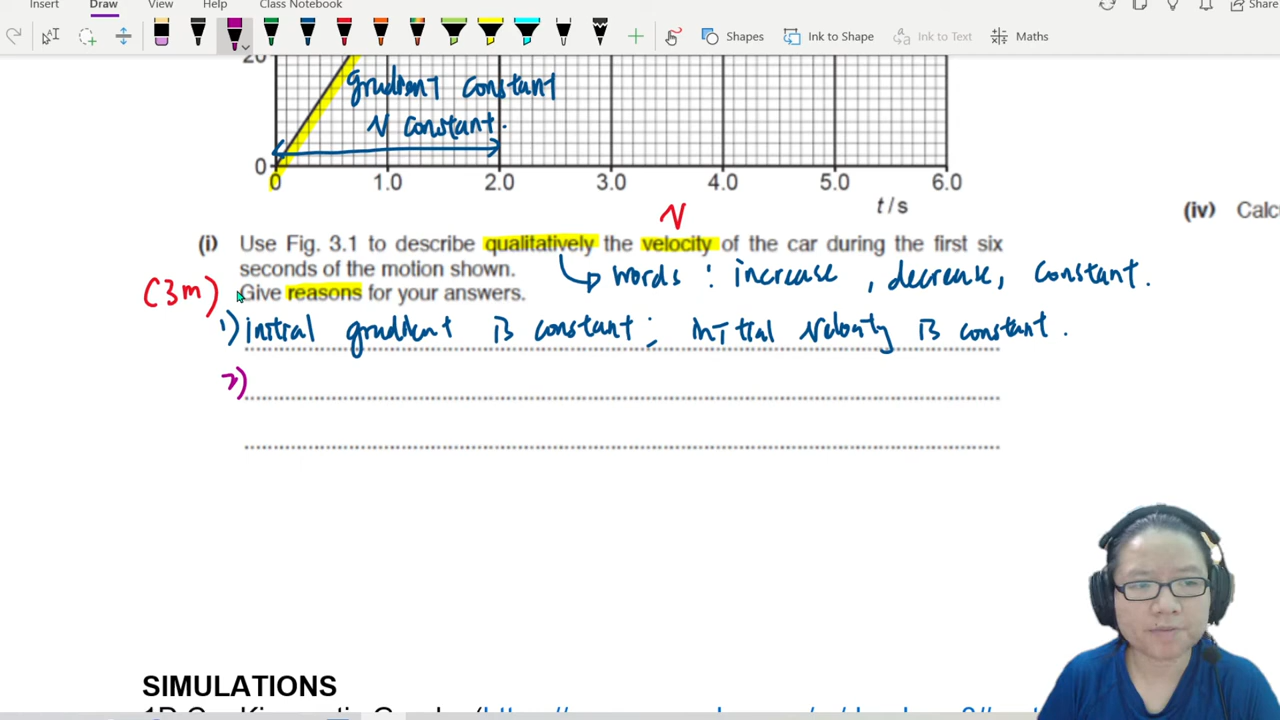 Insert Draw View Help Class Notebook
Share
Shapes Ink to Shape Ink to Text Maths
20
gradient constant
v constant.
0
0 1.0 2.0 3.0 4.0 5.0 6.0
t / s
v
(iv) Calc
(i) Use Fig. 3.1 to describe qualitatively the velocity of the car during the first six
seconds of the motion shown.
words : increase , decrease, constant.
(3m) Give reasons for your answers.
1) initial gradient is constant ; initial velocity is constant .
2)
SIMULATIONS